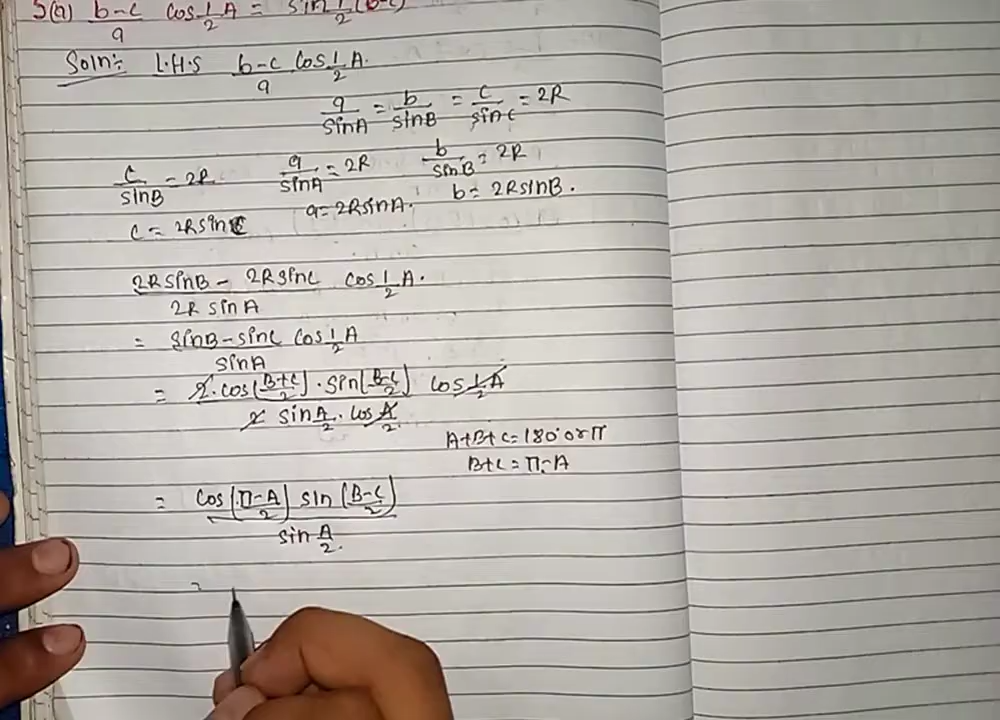 5(a) b-c/a cos 1/2 A = sin 1/2 (B-C)
Soln:- L.H.S b-c/a cos 1/2 A.
a/sinA = b/sinB = c/sinC = 2R
c/sinB = 2R a/sinA = 2R b/sinB = 2R
c = 2RsinC a = 2RsinA. b = 2RsinB.
2RsinB - 2RsinC / 2R sinA cos 1/2 A.
= sinB - sinC / sinA cos 1/2 A
= 2.cos(B+C/2) . sin(B-C/2) / 2 sin A/2 . cos A/2 cos 1/2 A
A+B+C = 180° or π
B+C = π-A
= cos(π-A/2) sin(B-C/2) / sin A/2.
=